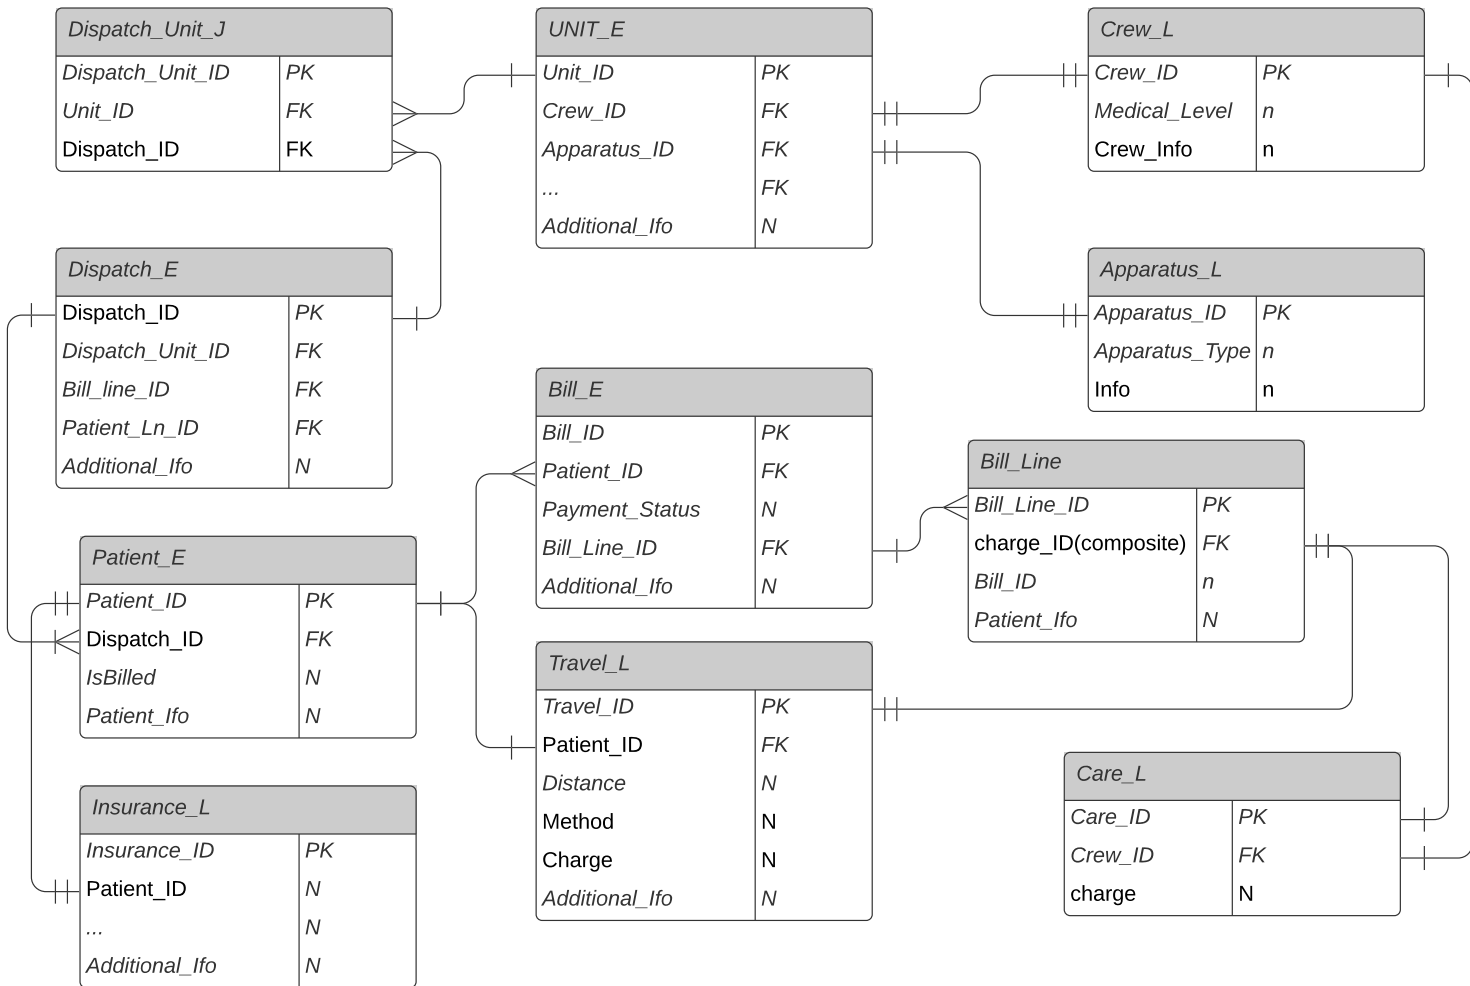 Dispatch_Unit_J
Dispatch_Unit_ID PK
Unit_ID FK
Dispatch_ID FK
UNIT_E
Unit_ID PK
Crew_ID FK
Apparatus_ID FK
... FK
Additional_Ifo N
Crew_L
Crew_ID PK
Medical_Level n
Crew_Info n
Dispatch_E
Dispatch_ID PK
Dispatch_Unit_ID FK
Bill_line_ID FK
Patient_Ln_ID FK
Additional_Ifo N
Apparatus_L
Apparatus_ID PK
Apparatus_Type n
Info n
Bill_E
Bill_ID PK
Patient_ID FK
Payment_Status N
Bill_Line_ID FK
Additional_Ifo N
Bill_Line
Bill_Line_ID PK
charge_ID(composite) FK
Bill_ID n
Patient_Ifo N
Patient_E
Patient_ID PK
Dispatch_ID FK
IsBilled N
Patient_Ifo N
Travel_L
Travel_ID PK
Patient_ID FK
Distance N
Method N
Charge N
Additional_Ifo N
Care_L
Care_ID PK
Crew_ID FK
charge N
Insurance_L
Insurance_ID PK
Patient_ID N
... N
Additional_Ifo N